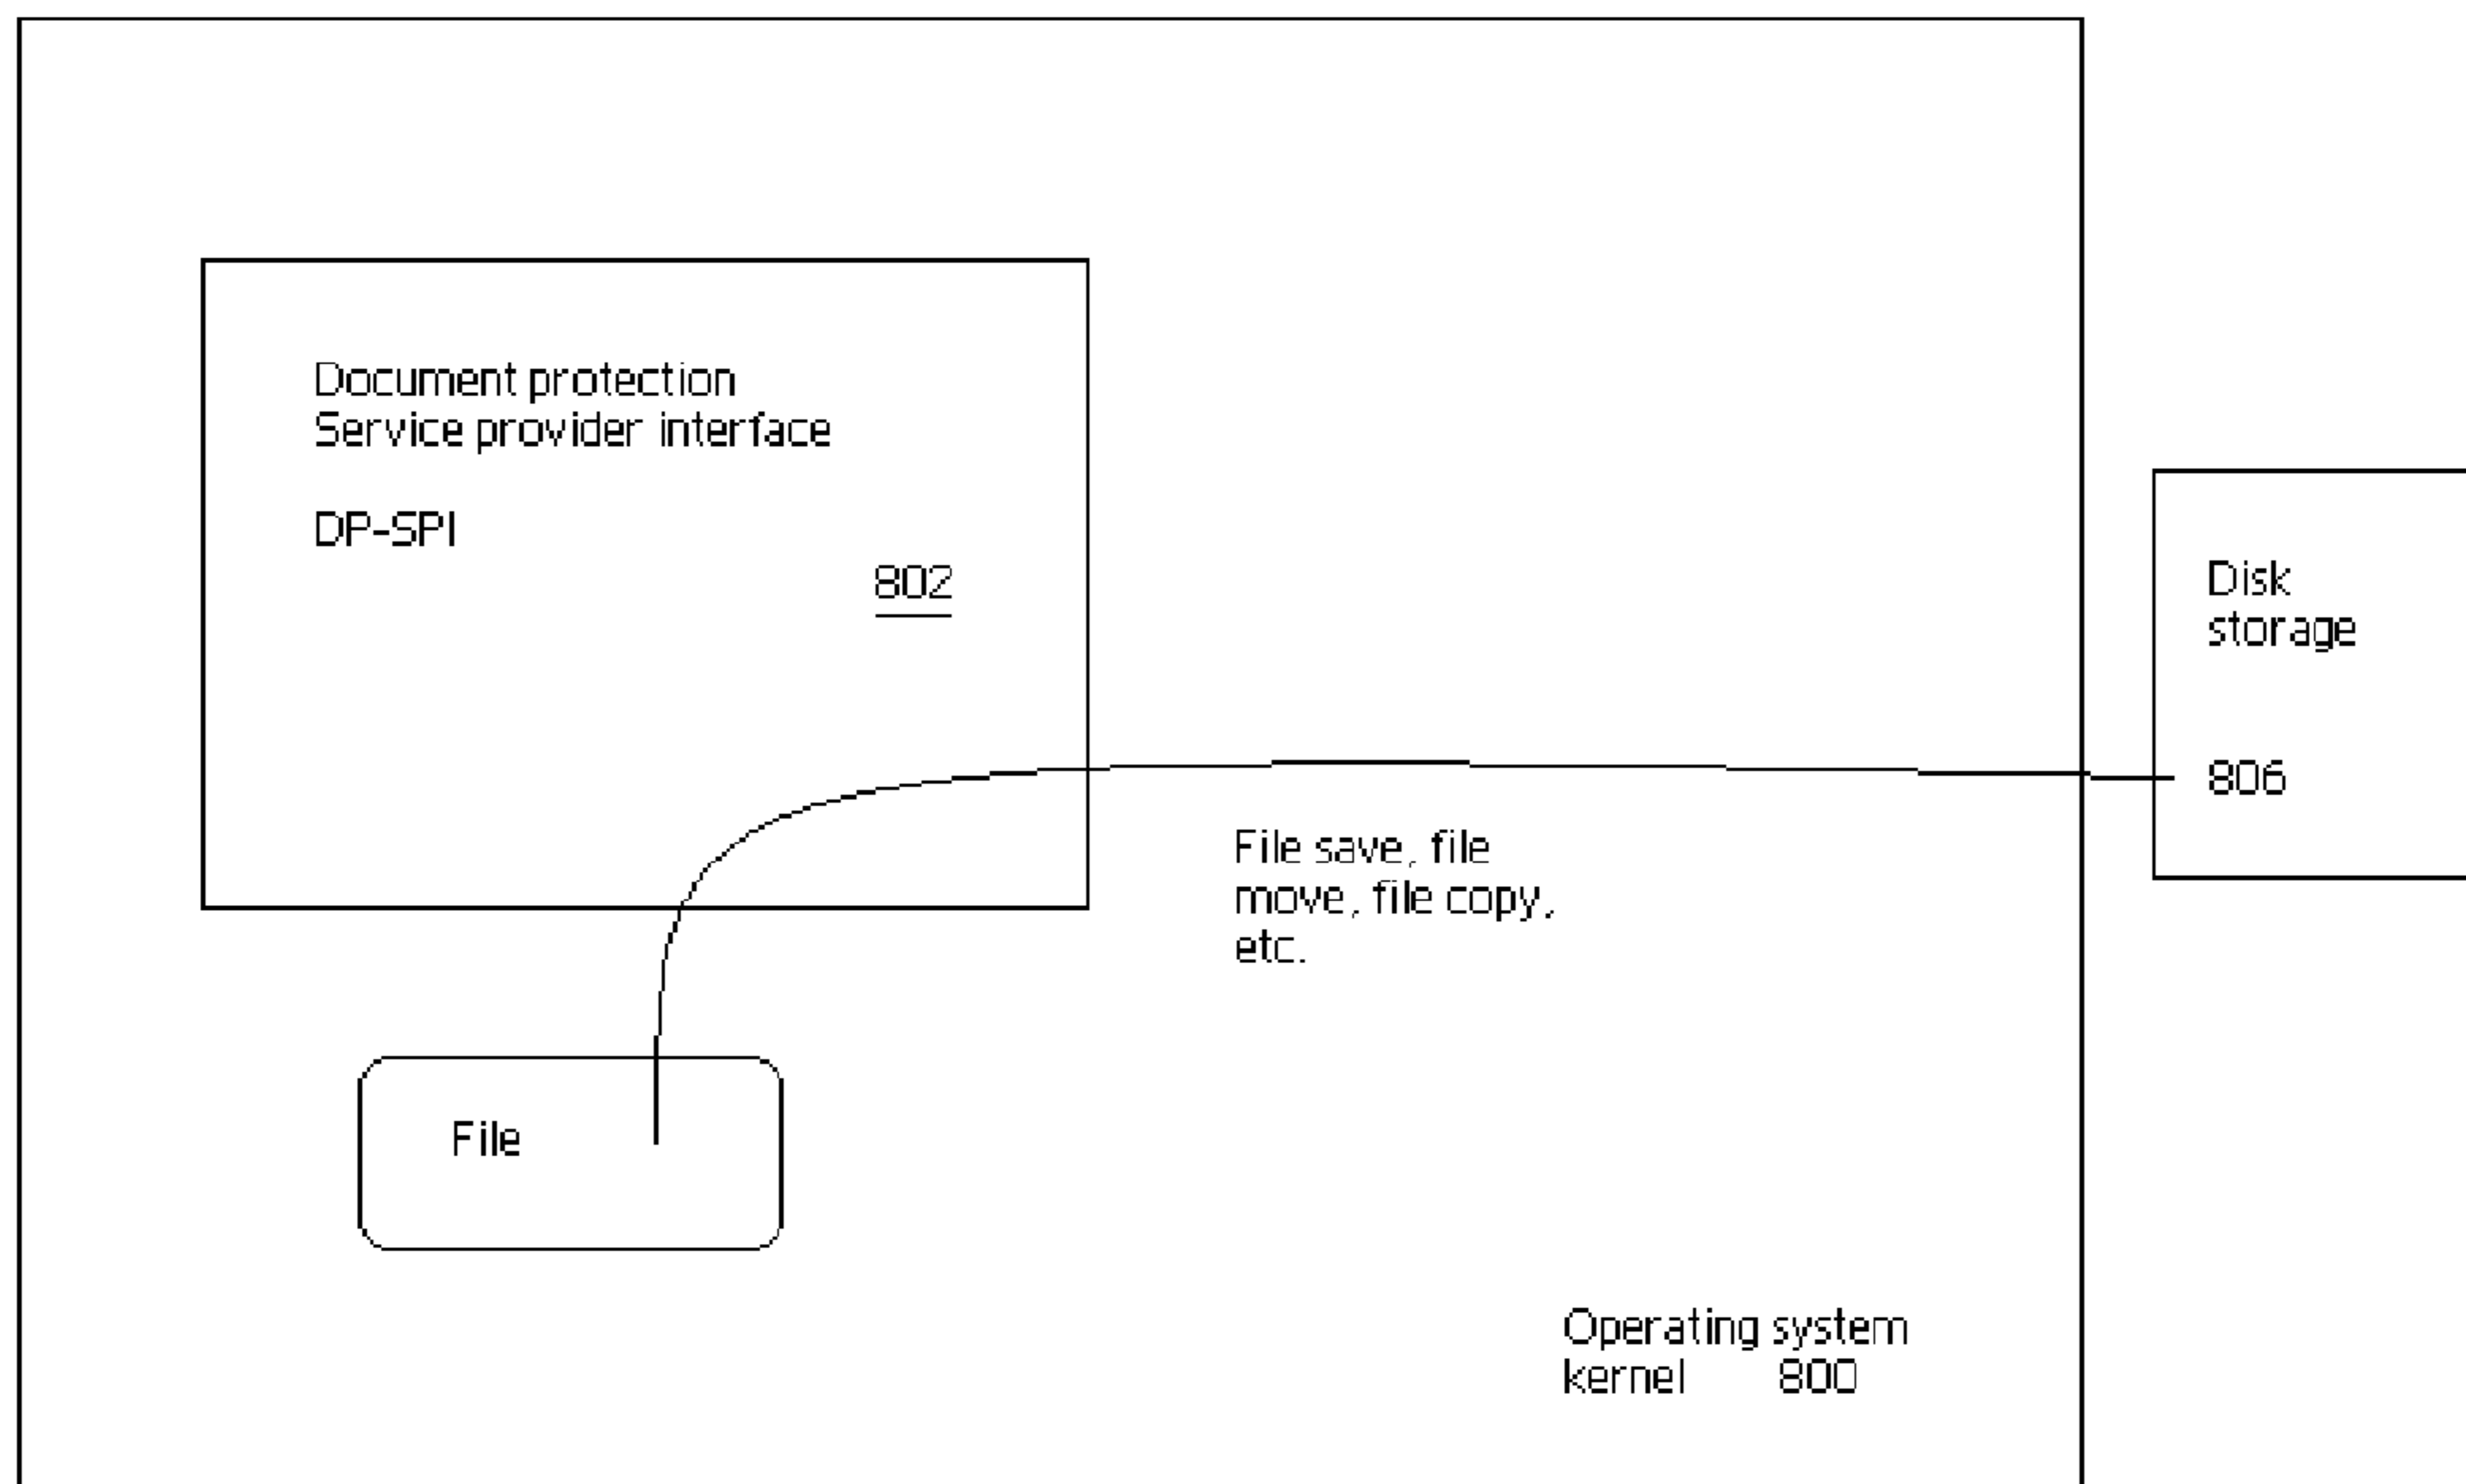 Document protection
Service provider interface
DP-SPI
802
Disk
storage
806
File save, file
move, file copy,
etc.
File
Operating system
kernel 800